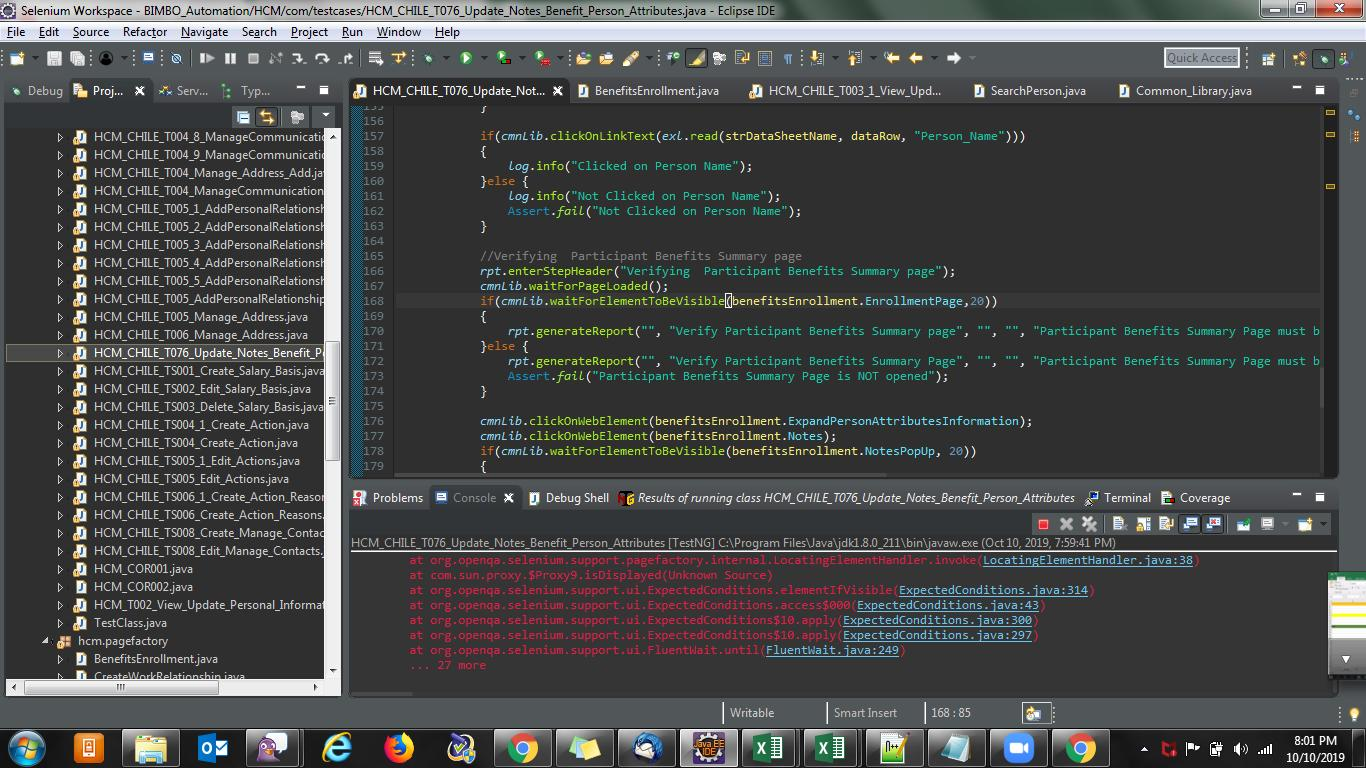 Selenium Workspace - BIMBO_Automation/HCM/com/testcases/HCM_CHILE_T076_Update_Notes_Benefit_Person_Attributes.java - Eclipse IDE
File Edit Source Refactor Navigate Search Project Run Window Help
Quick Access
Debug Proj... Serv... Typ...
HCM_CHILE_T004_8_ManageCommunicatio
HCM_CHILE_T004_9_ManageCommunicatio
HCM_CHILE_T004_Manage_Address_Add.jav
HCM_CHILE_T004_ManageCommunication
HCM_CHILE_T005_1_AddPersonalRelationsh
HCM_CHILE_T005_2_AddPersonalRelationsh
HCM_CHILE_T005_3_AddPersonalRelationsh
HCM_CHILE_T005_4_AddPersonalRelationsh
HCM_CHILE_T005_5_AddPersonalRelationsh
HCM_CHILE_T005_AddPersonalRelationship
HCM_CHILE_T005_Manage_Address.java
HCM_CHILE_T006_Manage_Address.java
HCM_CHILE_T076_Update_Notes_Benefit_Pe
HCM_CHILE_TS001_Create_Salary_Basis.java
HCM_CHILE_TS002_Edit_Salary_Basis.java
HCM_CHILE_TS003_Delete_Salary_Basis.java
HCM_CHILE_TS004_1_Create_Action.java
HCM_CHILE_TS004_Create_Action.java
HCM_CHILE_TS005_1_Edit_Actions.java
HCM_CHILE_TS005_Edit_Actions.java
HCM_CHILE_TS006_1_Create_Action_Reason
HCM_CHILE_TS006_Create_Action_Reasons.
HCM_CHILE_TS008_Create_Manage_Contac
HCM_CHILE_TS008_Edit_Manage_Contacts.
HCM_COR001.java
HCM_COR002.java
HCM_T002_View_Update_Personal_Informat
TestClass.java
hcm.pagefactory
BenefitsEnrollment.java
CreateWorkRelationship.java
HCM_CHILE_T076_Update_Not... BenefitsEnrollment.java HCM_CHILE_T003_1_View_Upd... SearchPerson.java Common_Library.java
155 }
156
157 if(cmnLib.clickOnLinkText(exl.read(strDataSheetName, dataRow, "Person_Name")))
158 {
159 log.info("Clicked on Person Name");
160 }else {
161 log.info("Not Clicked on Person Name");
162 Assert.fail("Not Clicked on Person Name");
163 }
164
165 //Verifying  Participant Benefits Summary page
166 rpt.enterStepHeader("Verifying  Participant Benefits Summary page");
167 cmnLib.waitForPageLoaded();
168 if(cmnLib.waitForElementToBeVisible(benefitsEnrollment.EnrollmentPage,20))
169 {
170 rpt.generateReport("", "Verify Participant Benefits Summary page", "", "", "Participant Benefits Summary Page must b
171 }else {
172 rpt.generateReport("", "Verify Participant Benefits Summary Page", "", "", "Participant Benefits Summary Page must b
173 Assert.fail("Participant Benefits Summary Page is NOT opened");
174 }
175
176 cmnLib.clickOnWebElement(benefitsEnrollment.ExpandPersonAttributesInformation);
177 cmnLib.clickOnWebElement(benefitsEnrollment.Notes);
178 if(cmnLib.waitForElementToBeVisible(benefitsEnrollment.NotesPopUp, 20))
179 {
Problems Console Debug Shell Results of running class HCM_CHILE_T076_Update_Notes_Benefit_Person_Attributes Terminal Coverage
HCM_CHILE_T076_Update_Notes_Benefit_Person_Attributes [TestNG] C:\Program Files\Java\jdk1.8.0_211\bin\javaw.exe (Oct 10, 2019, 7:59:41 PM)
at org.openqa.selenium.support.pagefactory.internal.LocatingElementHandler.invoke(LocatingElementHandler.java:38)
at com.sun.proxy.$Proxy9.isDisplayed(Unknown Source)
at org.openqa.selenium.support.ui.ExpectedConditions.elementIfVisible(ExpectedConditions.java:314)
at org.openqa.selenium.support.ui.ExpectedConditions.access$000(ExpectedConditions.java:43)
at org.openqa.selenium.support.ui.ExpectedConditions$10.apply(ExpectedConditions.java:300)
at org.openqa.selenium.support.ui.ExpectedConditions$10.apply(ExpectedConditions.java:297)
at org.openqa.selenium.support.ui.FluentWait.until(FluentWait.java:249)
... 27 more
Writable Smart Insert 168 : 85
Java EE
IDE
8:01 PM
10/10/2019